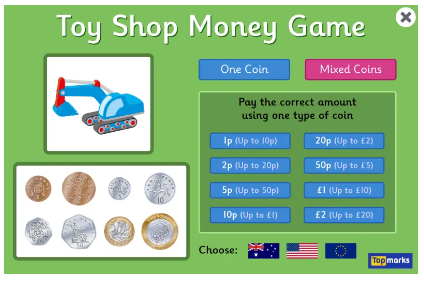 Toy Shop Money Game
One Coin
Mixed Coins
Pay the correct amount
using one type of coin
1p (Up to 10p)
20p (Up to £2)
2p (Up to 20p)
50p (Up to £5)
5p (Up to 50p)
£1 (Up to £10)
10p (Up to £1)
£2 (Up to £20)
Choose:
Topmarks